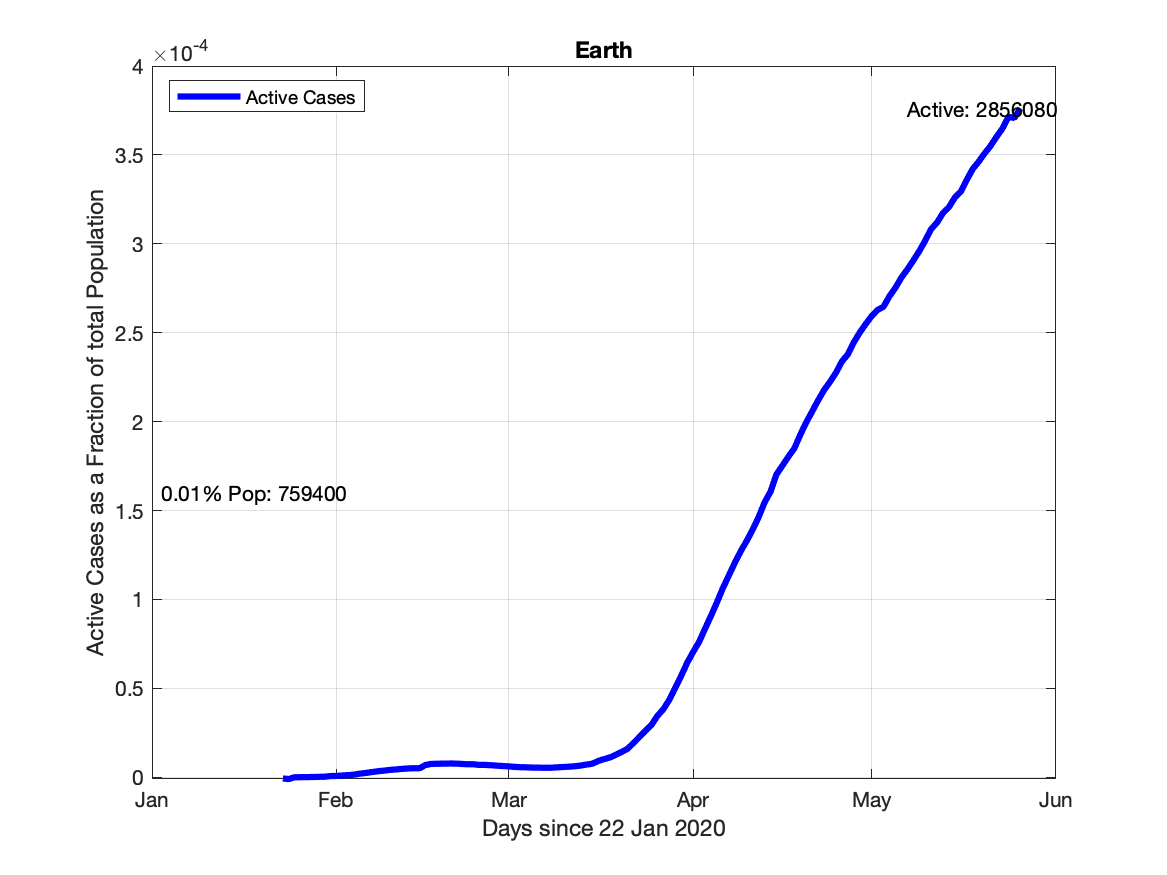 Earth
×10-4
4
3.5
3
2.5
2
1.5
1
0.5
0
Active Cases as a Fraction of total Population
Active Cases
Active: 2856080
0.01% Pop: 759400
Jan Feb Mar Apr May Jun
Days since 22 Jan 2020